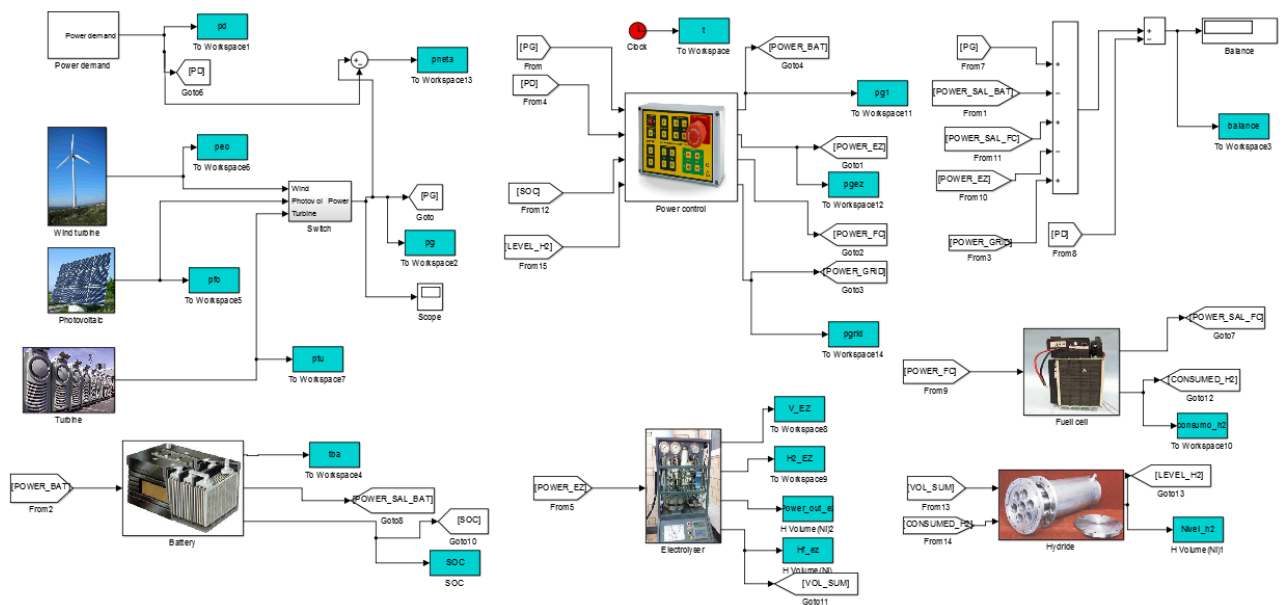 Power demand
Power demand
pd
To Workspace1
[PD]
Goto6
pneta
To Workspace13
Wind turbine
peo
To Workspace6
Wind
Photovol
Power
Turbine
Switch
[PG]
Goto
pg
To Workspace2
Scope
Photovoltaic
pfo
To Workspace5
Turbine
ptu
To Workspace7
Clock
t
To Workspace
[PG]
From
[PD]
From4
[SOC]
From12
[LEVEL_H2]
From15
Power control
[POWER_BAT]
Goto4
pg1
To Workspace11
[POWER_EZ]
Goto1
pgez
To Workspace12
[POWER_FC]
Goto2
[POWER_GRID]
Goto3
pgrid
To Workspace14
[PG]
From7
[POWER_SAL_BAT]
From1
[POWER_SAL_FC]
From11
[POWER_EZ]
From10
[POWER_GRID]
From3
[PD]
From8
Balance
balance
To Workspace3
[POWER_BAT]
From2
Battery
tba
To Workspace4
[POWER_SAL_BAT]
Goto8
[SOC]
Goto10
SOC
SOC
[POWER_EZ]
From5
Electrolyser
V_EZ
To Workspace8
H2_EZ
To Workspace9
Power_out_ez
H Volume (Nl)2
Hf_ez
H Volume (Nl)
[VOL_SUM]
Goto11
[POWER_FC]
From9
Fuell cell
[POWER_SAL_FC]
Goto7
[CONSUMED_H2]
Goto12
consumo_h2
To Workspace10
[VOL_SUM]
From13
[CONSUMED_H2]
From14
Hydride
[LEVEL_H2]
Goto13
Nivel_h2
H Volume (Nl)1